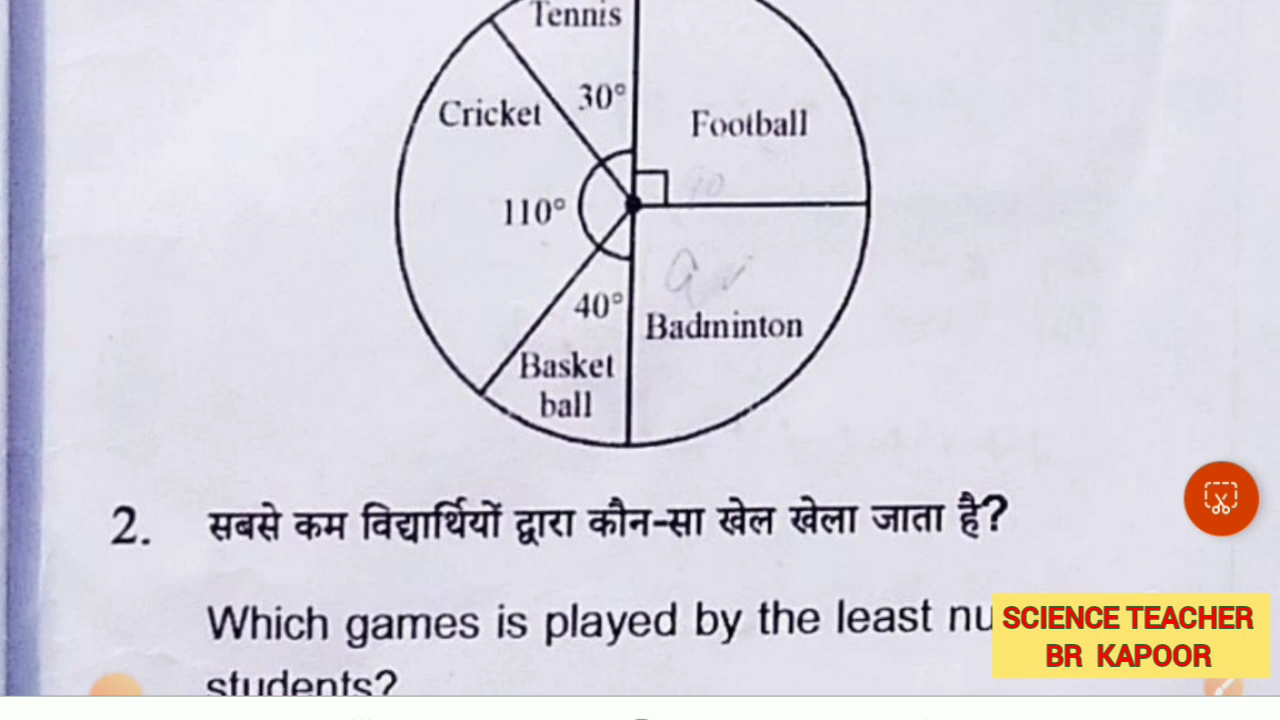 Tennis
30°
Cricket
Football
90
110°
40°
Badminton
Basket
ball
2. सबसे कम विद्यार्थियों द्वारा कौन-सा खेल खेला जाता है?
Which games is played by the least nu
students?
SCIENCE TEACHER
BR KAPOOR